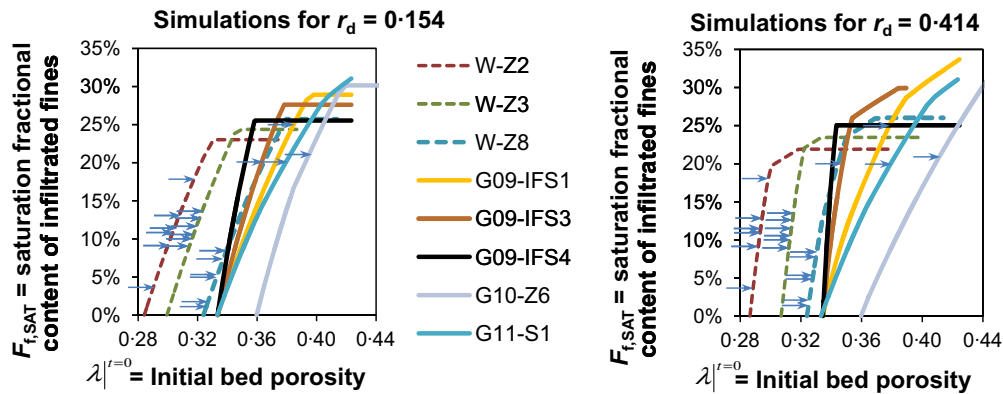 Simulations for r_d = 0·154
F_f,SAT = saturation fractional
content of infiltrated fines
35%
30%
25%
20%
15%
10%
5%
0%
0·28
0·32
0·36
0·40
0·44
λ|^t=0 = Initial bed porosity
W-Z2
W-Z3
W-Z8
G09-IFS1
G09-IFS3
G09-IFS4
G10-Z6
G11-S1
Simulations for r_d = 0·414
F_f,SAT = saturation fractional
content of infiltrated fines
35%
30%
25%
20%
15%
10%
5%
0%
0·28
0·32
0·36
0·40
0·44
λ|^t=0 = Initial bed porosity